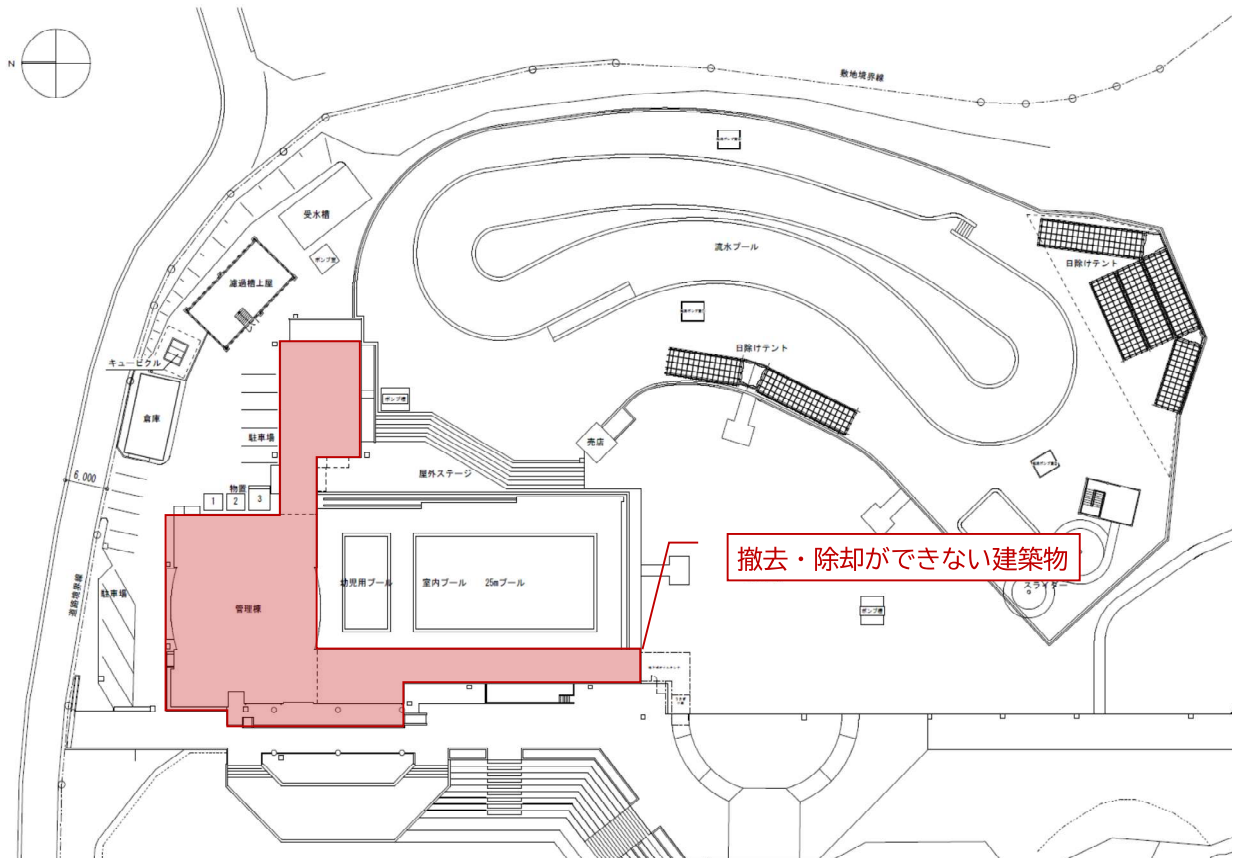 N
敷地境界線
受水槽
ポンプ室
流水プール
濾過槽上屋
日除けテント
日除けテント
キュービクル
倉庫
ポンプ槽
駐車場
売店
屋外ステージ
6,000
物置
1
2
3
撤去・除却ができない建築物
幼児用プール
室内プール
25mプール
スライダー
駐車場
管理棟
道路境界線
ポンプ槽